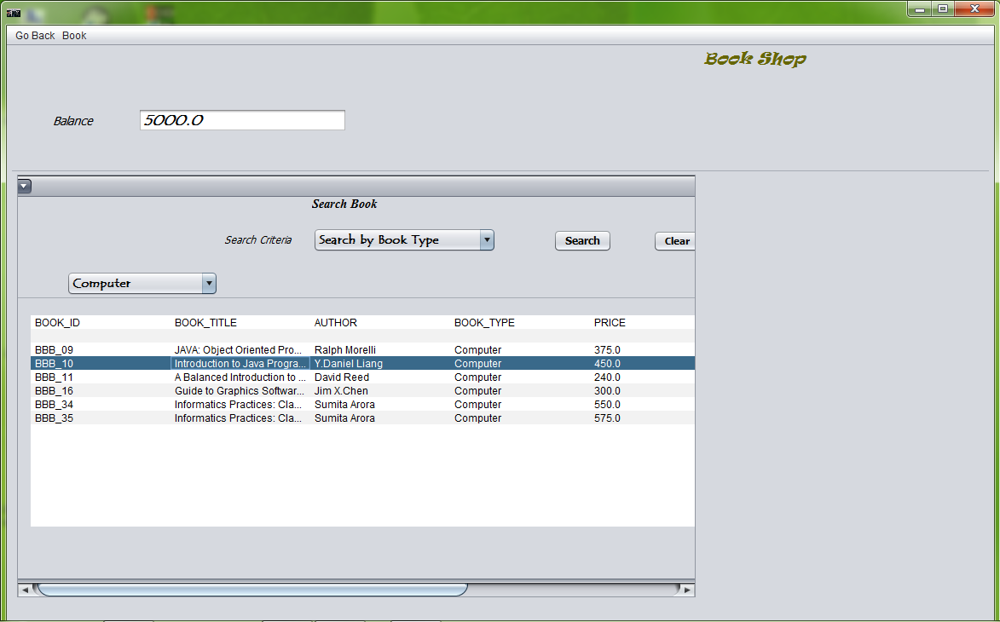 Go Back Book
Book Shop
Balance 5000.0
Search Book
Search Criteria Search by Book Type Search Clear
Computer
BOOK_ID BOOK_TITLE AUTHOR BOOK_TYPE PRICE
BBB_09 JAVA: Object Oriented Pro... Ralph Morelli Computer 375.0
BBB_10 Introduction to Java Progra... Y.Daniel Liang Computer 450.0
BBB_11 A Balanced Introduction to ... David Reed Computer 240.0
BBB_16 Guide to Graphics Softwar... Jim X.Chen Computer 300.0
BBB_34 Informatics Practices: Cla... Sumita Arora Computer 550.0
BBB_35 Informatics Practices: Cla... Sumita Arora Computer 575.0